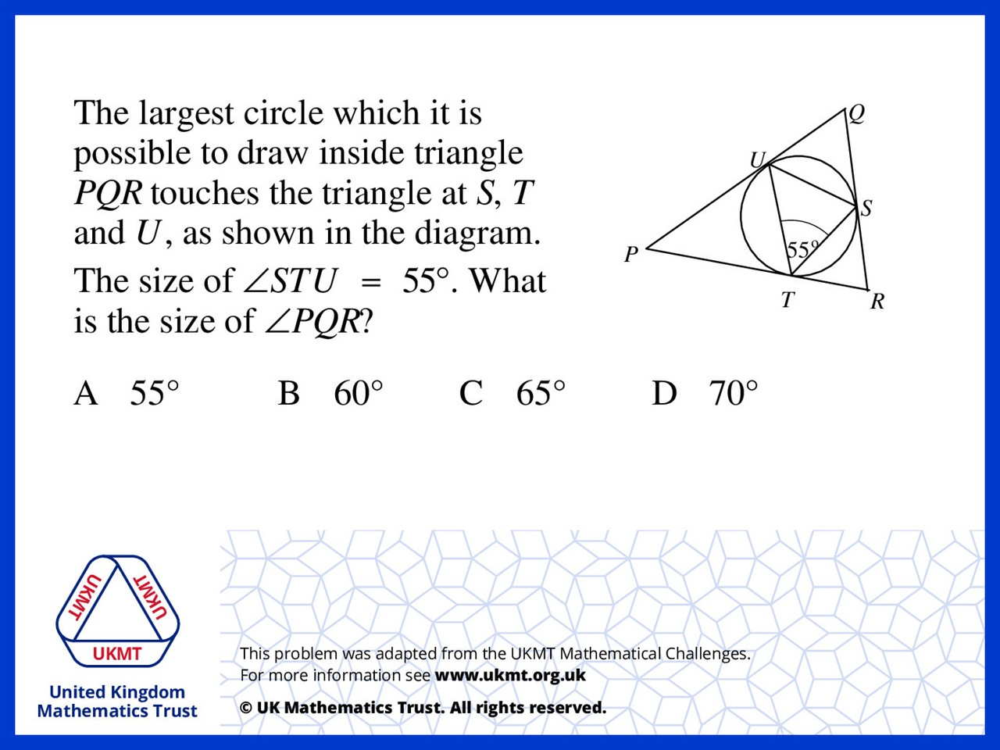 The largest circle which it is
possible to draw inside triangle
PQR touches the triangle at S, T
and U, as shown in the diagram.
The size of ∠STU = 55°. What
is the size of ∠PQR?
Q
U
S
P
55°
T
R
A 55° B 60° C 65° D 70°
UKMT
UKMT
UKMT
United Kingdom
Mathematics Trust
This problem was adapted from the UKMT Mathematical Challenges.
For more information see www.ukmt.org.uk
© UK Mathematics Trust. All rights reserved.